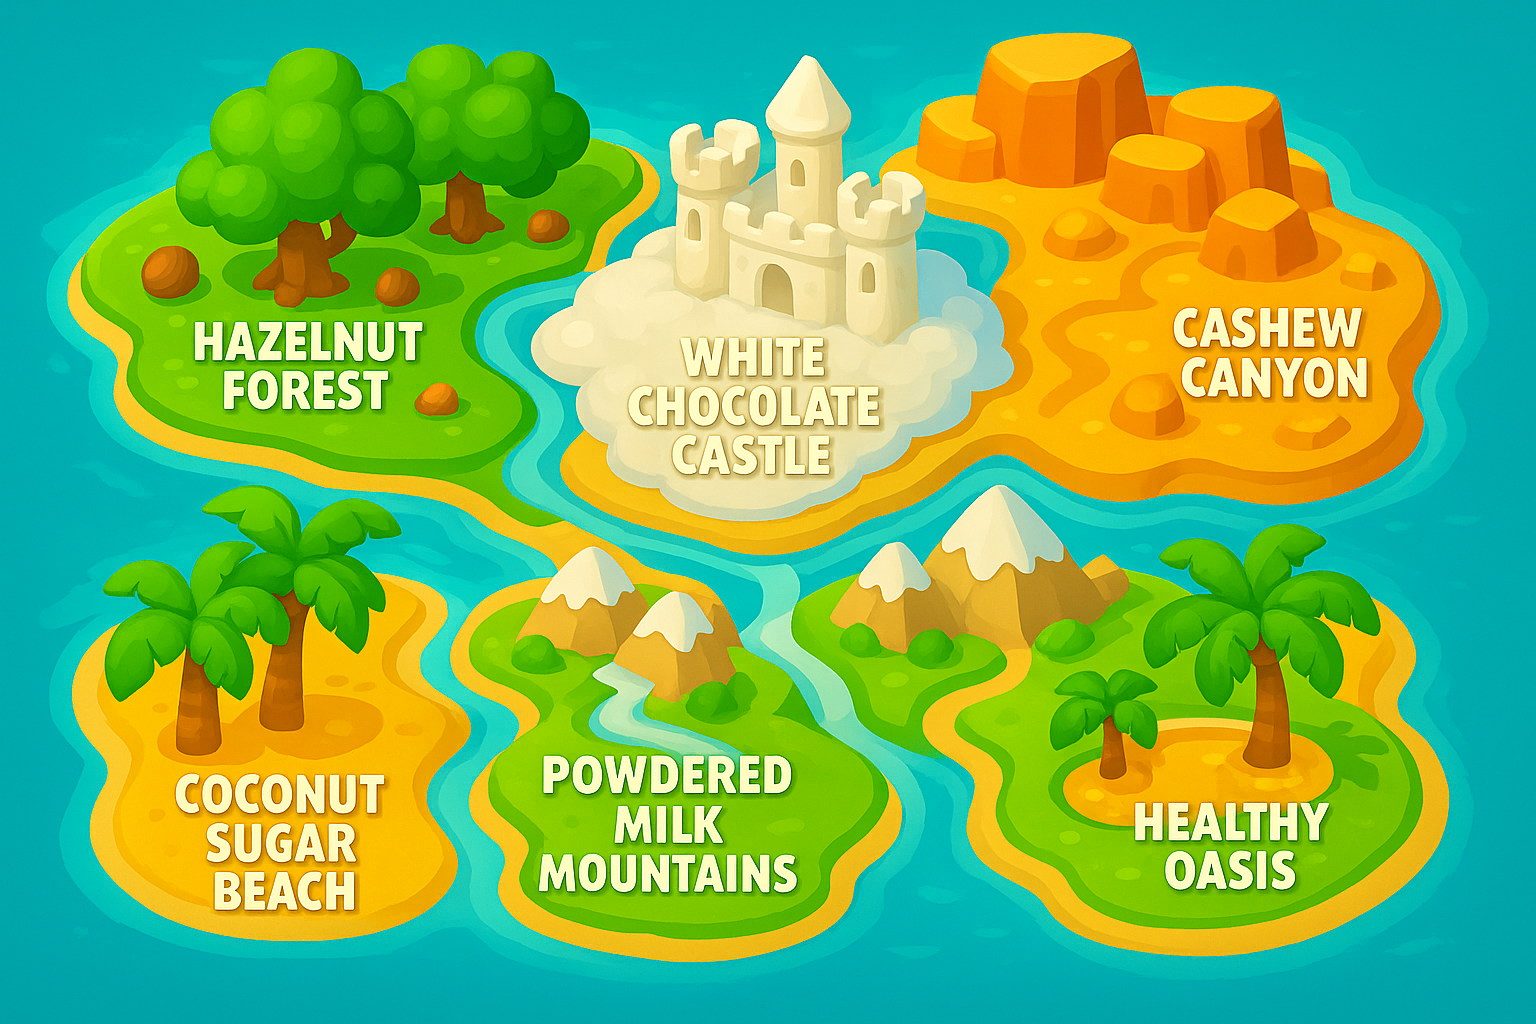 HAZELNUT
FOREST
WHITE
CHOCOLATE
CASTLE
CASHEW
CANYON
COCONUT
SUGAR
BEACH
POWDERED
MILK
MOUNTAINS
HEALTHY
OASIS